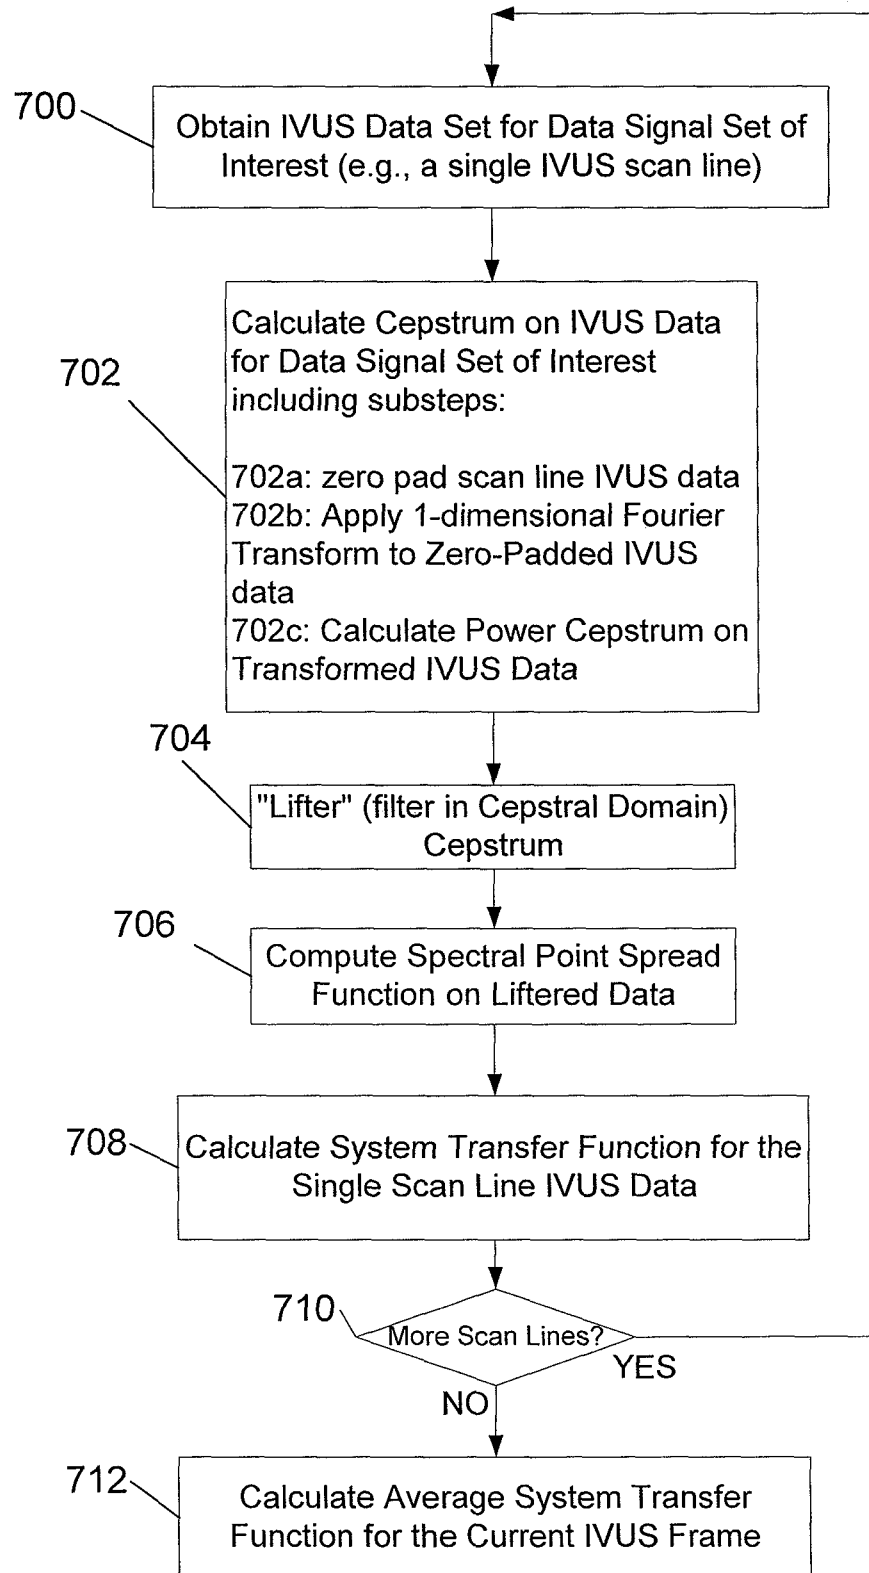 700
Obtain IVUS Data Set for Data Signal Set of
Interest (e.g., a single IVUS scan line)
702
Calculate Cepstrum on IVUS Data
for Data Signal Set of Interest
including substeps:
702a: zero pad scan line IVUS data
702b: Apply 1-dimensional Fourier
Transform to Zero-Padded IVUS
data
702c: Calculate Power Cepstrum on
Transformed IVUS Data
704
"Lifter" (filter in Cepstral Domain)
Cepstrum
706
Compute Spectral Point Spread
Function on Liftered Data
708
Calculate System Transfer Function for the
Single Scan Line IVUS Data
710
More Scan Lines?
YES
NO
712
Calculate Average System Transfer
Function for the Current IVUS Frame